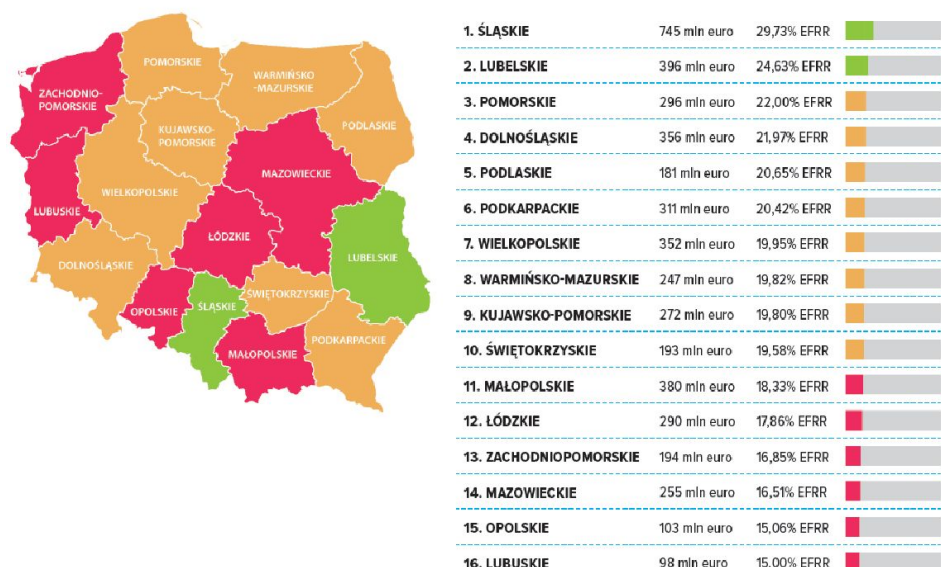 POMORSKIE
WARMIŃSKO
-MAZURSKIE
ZACHODNIO-
POMORSKIE
KUJAWSKO-
POMORSKIE
PODLASKIE
MAZOWIECKIE
WIELKOPOLSKIE
LUBUSKIE
ŁÓDZKIE
LUBELSKIE
DOLNOŚLĄSKIE
OPOLSKIE
ŚLĄSKIE
ŚWIĘTOKRZYSKIE
MAŁOPOLSKIE
PODKARPACKIE
1. ŚLĄSKIE 745 mln euro 29,73% EFRR
2. LUBELSKIE 396 mln euro 24,63% EFRR
3. POMORSKIE 296 mln euro 22,00% EFRR
4. DOLNOŚLĄSKIE 356 mln euro 21,97% EFRR
5. PODLASKIE 181 mln euro 20,65% EFRR
6. PODKARPACKIE 311 mln euro 20,42% EFRR
7. WIELKOPOLSKIE 352 mln euro 19,95% EFRR
8. WARMIŃSKO-MAZURSKIE 247 mln euro 19,82% EFRR
9. KUJAWSKO-POMORSKIE 272 mln euro 19,80% EFRR
10. ŚWIĘTOKRZYSKIE 193 mln euro 19,58% EFRR
11. MAŁOPOLSKIE 380 mln euro 18,33% EFRR
12. ŁÓDZKIE 290 mln euro 17,86% EFRR
13. ZACHODNIOPOMORSKIE 194 mln euro 16,85% EFRR
14. MAZOWIECKIE 255 mln euro 16,51% EFRR
15. OPOLSKIE 103 mln euro 15,06% EFRR
16. LUBUSKIE 98 mln euro 15,00% EFRR